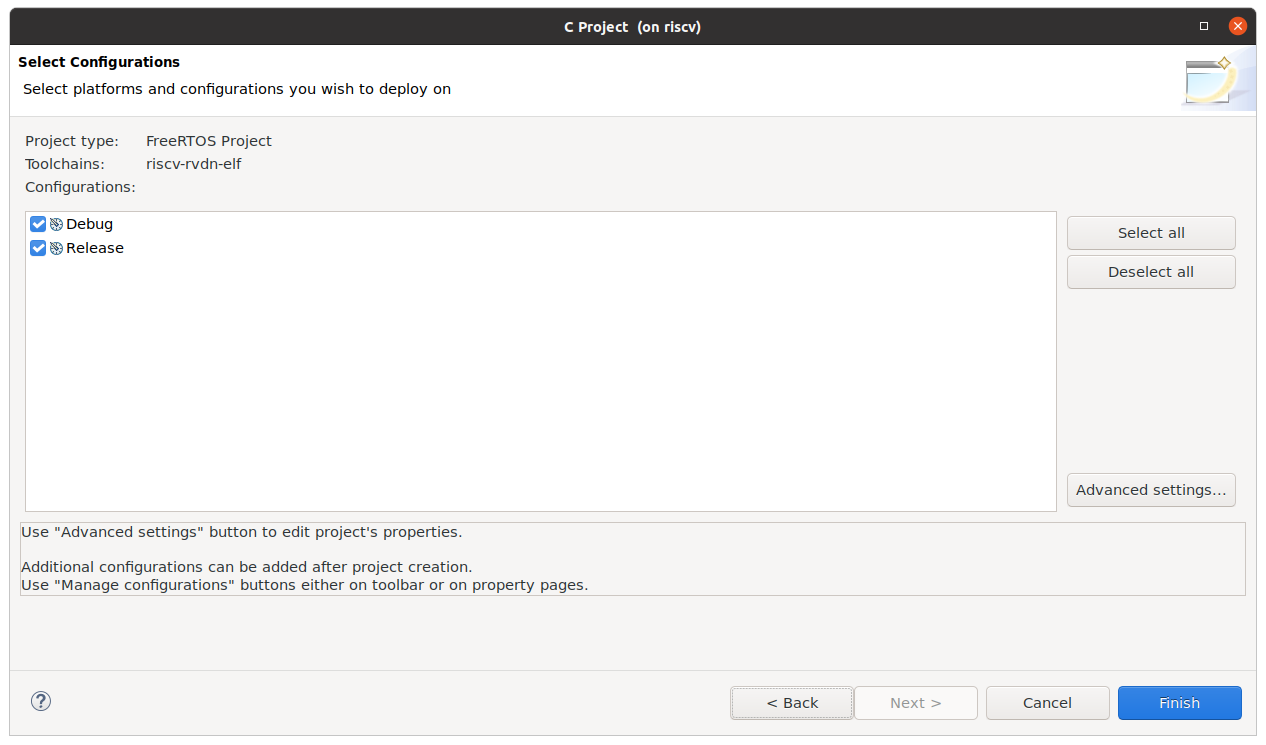 C Project (on riscv)
Select Configurations
Select platforms and configurations you wish to deploy on
Project type: FreeRTOS Project
Toolchains: riscv-rvdn-elf
Configurations:
Debug
Release
Select all
Deselect all
Advanced settings...
Use "Advanced settings" button to edit project's properties.
Additional configurations can be added after project creation.
Use "Manage configurations" buttons either on toolbar or on property pages.
?
< Back
Next >
Cancel
Finish